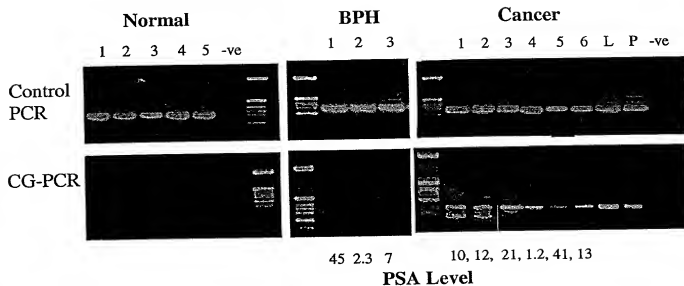 Normal BPH Cancer
1 2 3 4 5 -ve 1 2 3 1 2 3 4 5 6 L P -ve
Control
PCR
CG-PCR
45 2.3 7 10, 12, 21, 1.2, 41, 13
PSA Level